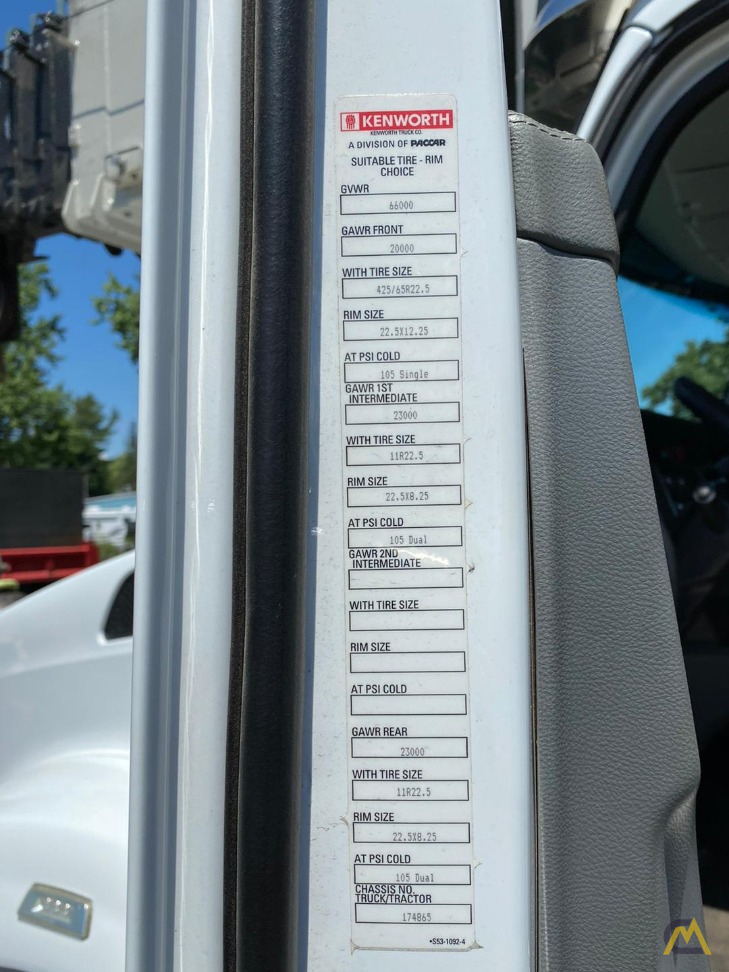 KENWORTH
KENWORTH TRUCK CO.
A DIVISION OF PACCAR
SUITABLE TIRE - RIM
CHOICE
GVWR
66000
GAWR FRONT
20000
WITH TIRE SIZE
425/65R22.5
RIM SIZE
22.5X12.25
AT PSI COLD
105 Single
GAWR 1ST
INTERMEDIATE
23000
WITH TIRE SIZE
11R22.5
RIM SIZE
22.5X8.25
AT PSI COLD
105 Dual
GAWR 2ND
INTERMEDIATE
WITH TIRE SIZE
RIM SIZE
AT PSI COLD
GAWR REAR
23000
WITH TIRE SIZE
11R22.5
RIM SIZE
22.5X8.25
AT PSI COLD
105 Dual
CHASSIS NO.
TRUCK/TRACTOR
174865
•S53-1092-4